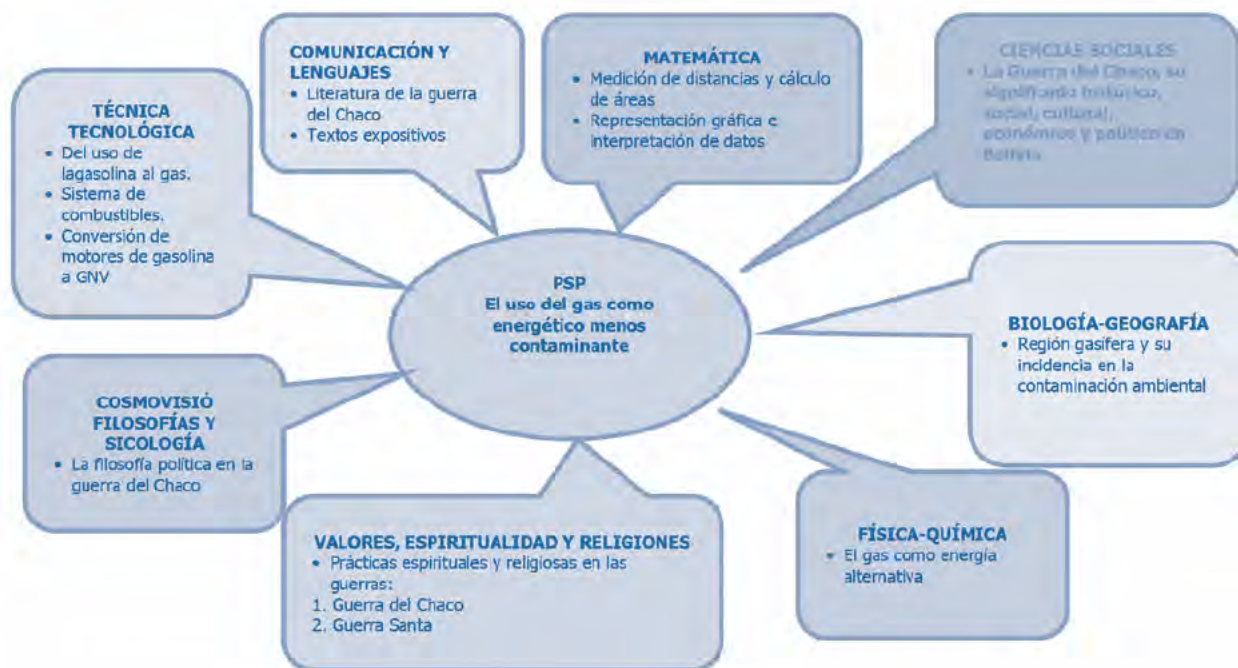 COMUNICACIÓN Y
LENGUAJES
• Literatura de la guerra
del Chaco
• Textos expositivos
MATEMÁTICA
• Medición de distancias y cálculo
de áreas
• Representación gráfica e
interpretación de datos
CIENCIAS SOCIALES
• La Guerra del Chaco, su
significado histórico,
social, cultural,
económico y político en
Bolivia
TÉCNICA
TECNOLÓGICA
• Del uso de
lagasolina al gas.
• Sistema de
combustibles.
• Conversión de
motores de gasolina
a GNV
PSP
El uso del gas como
energético menos
contaminante
BIOLOGÍA-GEOGRAFÍA
• Región gasífera y su
incidencia en la
contaminación ambiental
COSMOVISIÓ
FILOSOFÍAS Y
SICOLOGÍA
• La filosofía política en la
guerra del Chaco
VALORES, ESPIRITUALIDAD Y RELIGIONES
• Prácticas espirituales y religiosas en las
guerras:
1. Guerra del Chaco
2. Guerra Santa
FÍSICA-QUÍMICA
• El gas como energía
alternativa